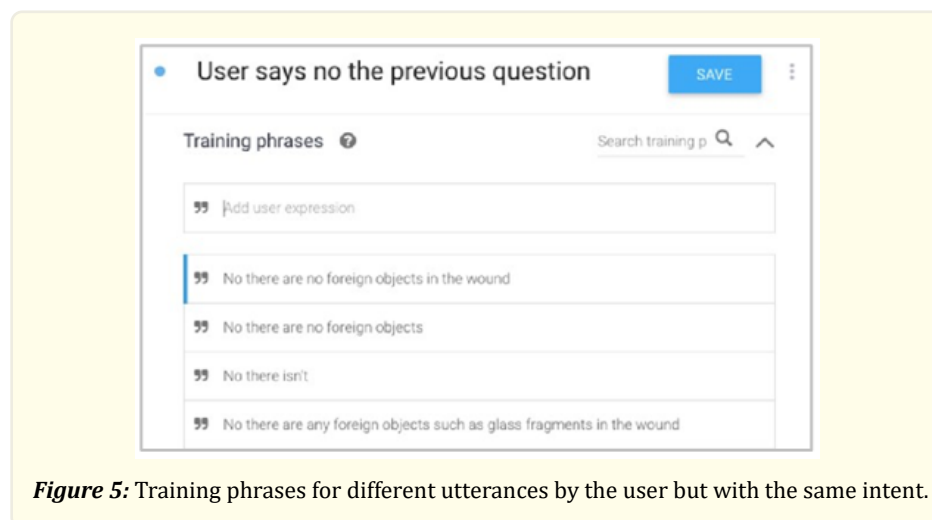 User says no the previous question
SAVE
Training phrases
Search training p
Add user expression
No there are no foreign objects in the wound
No there are no foreign objects
No there isn't
No there are any foreign objects such as glass fragments in the wound
Figure 5: Training phrases for different utterances by the user but with the same intent.